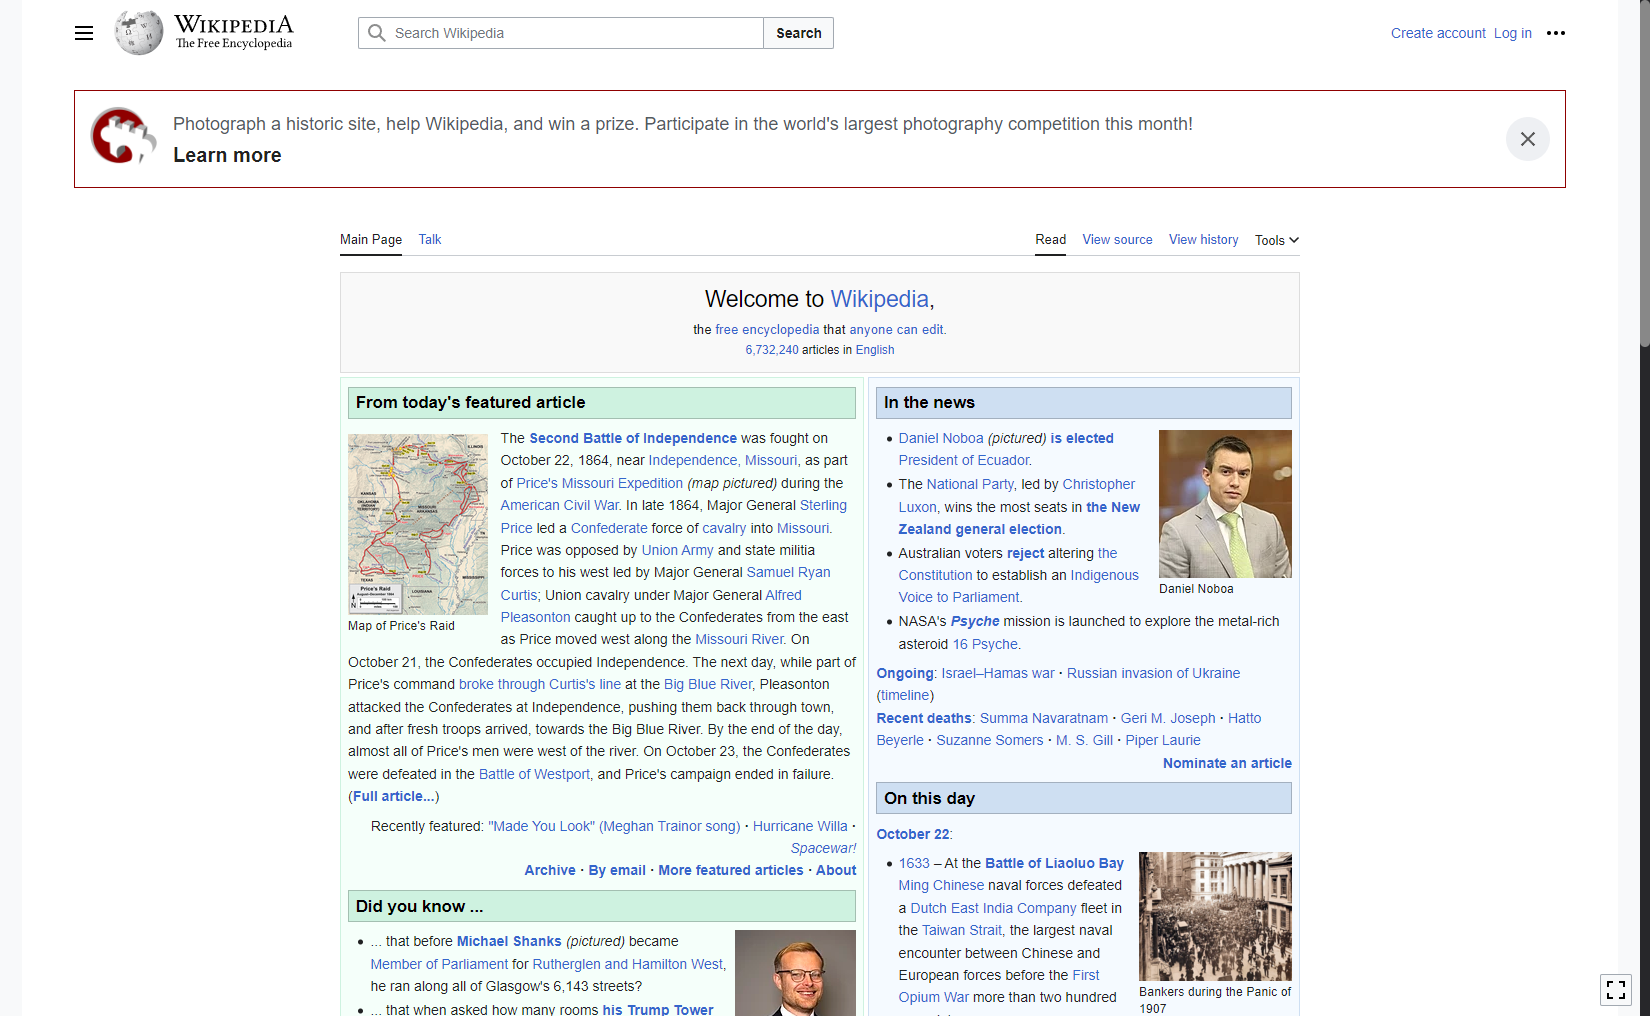 WIKIPEDIA
The Free Encyclopedia
Search Wikipedia
Search
Create account Log in
Photograph a historic site, help Wikipedia, and win a prize. Participate in the world's largest photography competition this month!
Learn more
Main Page Talk
Read View source View history Tools
Welcome to Wikipedia,
the free encyclopedia that anyone can edit.
6,732,240 articles in English
From today's featured article
Map of Price's Raid
The Second Battle of Independence was fought on
October 22, 1864, near Independence, Missouri, as part
of Price's Missouri Expedition (map pictured) during the
American Civil War. In late 1864, Major General Sterling
Price led a Confederate force of cavalry into Missouri.
Price was opposed by Union Army and state militia
forces to his west led by Major General Samuel Ryan
Curtis; Union cavalry under Major General Alfred
Pleasonton caught up to the Confederates from the east
as Price moved west along the Missouri River. On
October 21, the Confederates occupied Independence. The next day, while part of
Price's command broke through Curtis's line at the Big Blue River, Pleasonton
attacked the Confederates at Independence, pushing them back through town,
and after fresh troops arrived, towards the Big Blue River. By the end of the day,
almost all of Price's men were west of the river. On October 23, the Confederates
were defeated in the Battle of Westport, and Price's campaign ended in failure.
(Full article...)
Recently featured: "Made You Look" (Meghan Trainor song) · Hurricane Willa ·
Spacewar!
Archive · By email · More featured articles · About
Did you know ...
... that before Michael Shanks (pictured) became
Member of Parliament for Rutherglen and Hamilton West,
he ran along all of Glasgow's 6,143 streets?
... that when asked how many rooms his Trump Tower
In the news
Daniel Noboa (pictured) is elected
President of Ecuador.
The National Party, led by Christopher
Luxon, wins the most seats in the New
Zealand general election.
Australian voters reject altering the
Constitution to establish an Indigenous
Voice to Parliament.
Daniel Noboa
NASA's Psyche mission is launched to explore the metal-rich
asteroid 16 Psyche.
Ongoing: Israel–Hamas war · Russian invasion of Ukraine
(timeline)
Recent deaths: Summa Navaratnam · Geri M. Joseph · Hatto
Beyerle · Suzanne Somers · M. S. Gill · Piper Laurie
Nominate an article
On this day
October 22:
1633 – At the Battle of Liaoluo Bay
Ming Chinese naval forces defeated
a Dutch East India Company fleet in
the Taiwan Strait, the largest naval
encounter between Chinese and
European forces before the First
Opium War more than two hundred
Bankers during the Panic of
1907